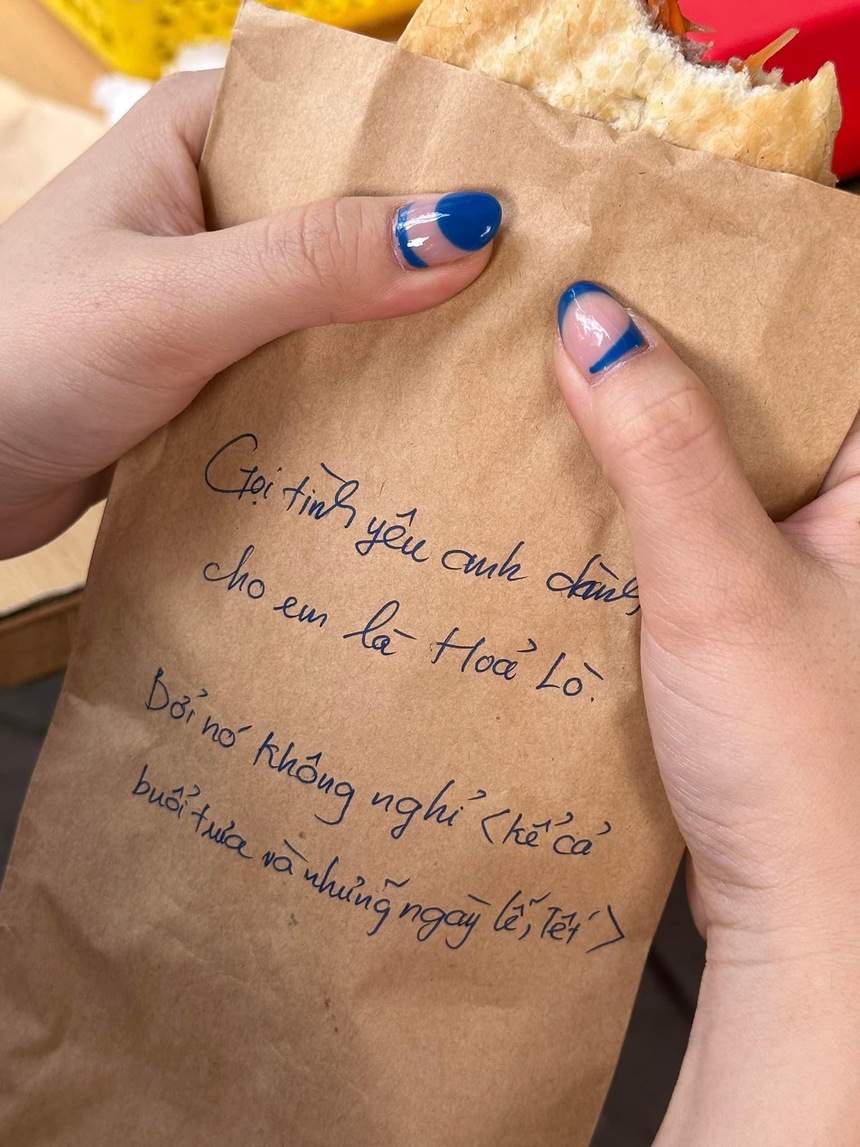 Gọi tình yêu anh dành
cho em là Hoả Lò.
Bởi nó không nghỉ <kể cả
buổi trưa và những ngày lễ, Tết>